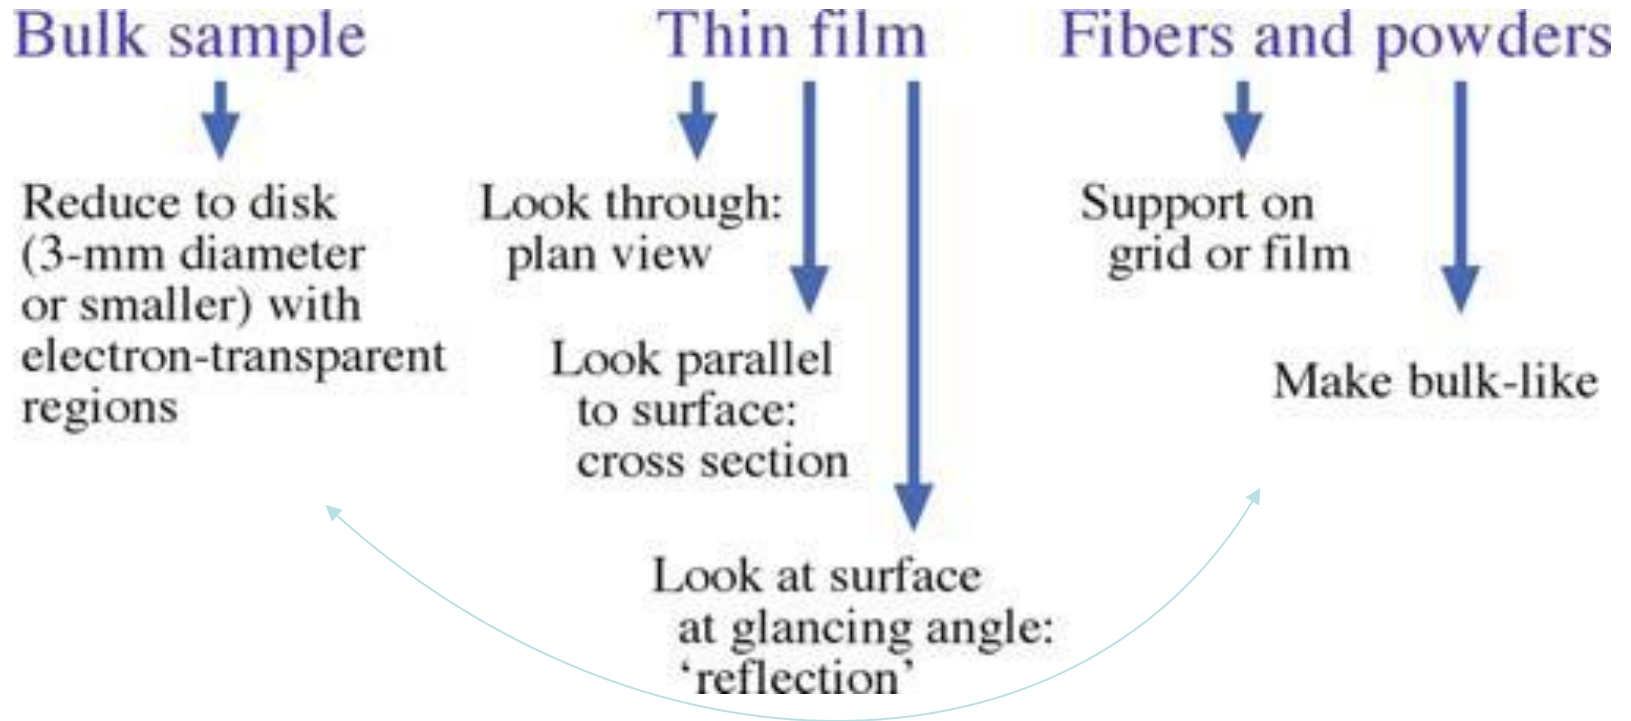 Bulk sample
Reduce to disk
(3-mm diameter
or smaller) with
electron-transparent
regions
Thin film
Look through:
plan view
Look parallel
to surface:
cross section
Look at surface
at glancing angle:
‘reflection’
Fibers and powders
Support on
grid or film
Make bulk-like